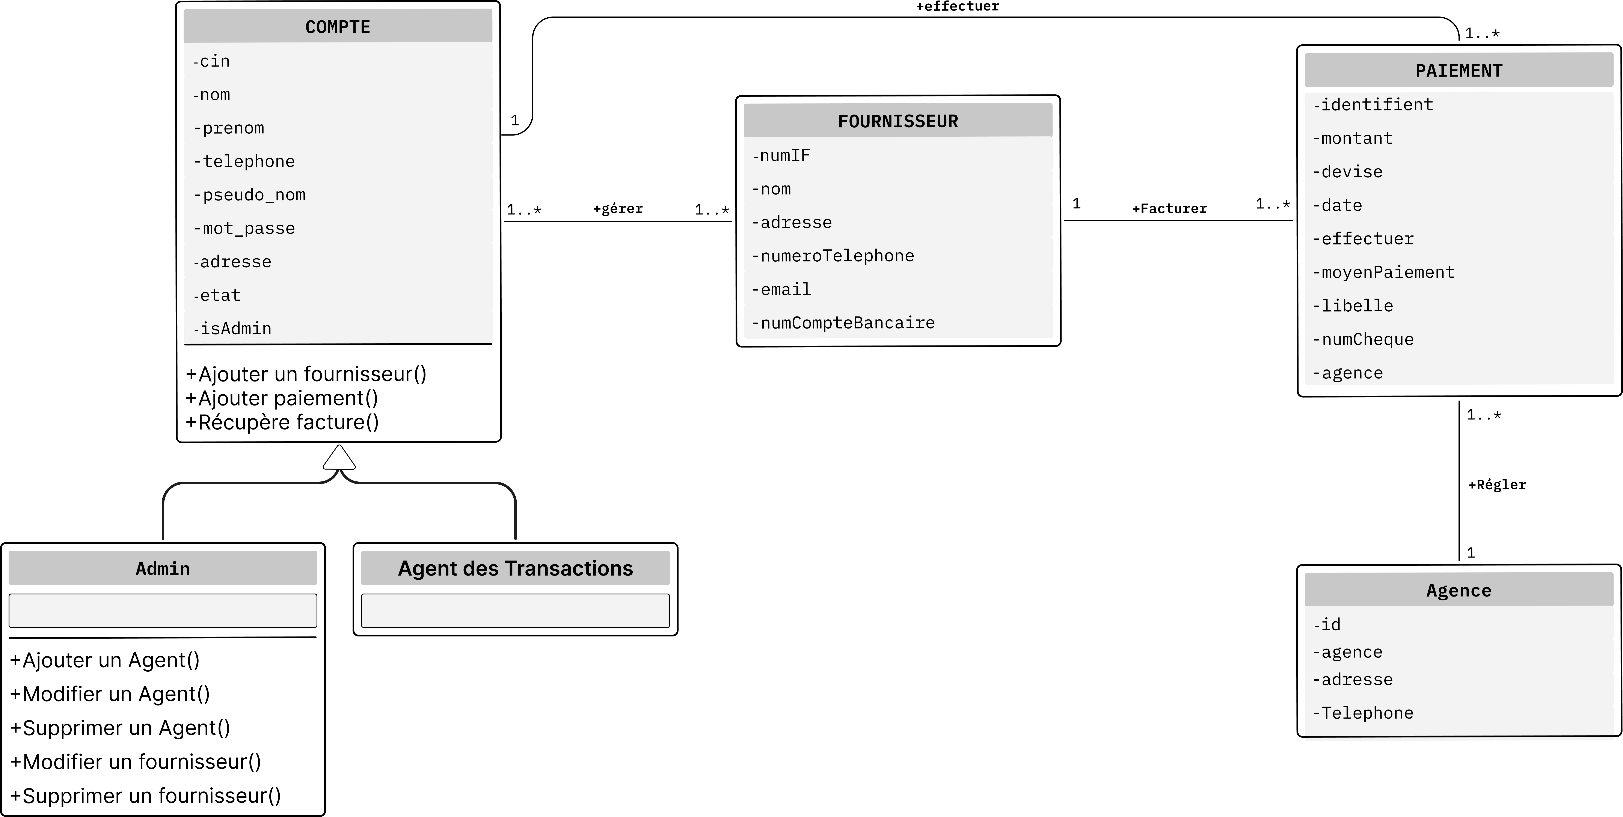 COMPTE
-cin
-nom
-prenom
-telephone
-pseudo_nom
-mot_passe
-adresse
-etat
-isAdmin
+Ajouter un fournisseur()
+Ajouter paiement()
+Récupère facture()
+effectuer
1
1..*
1..*
+gérer
1..*
FOURNISSEUR
-numIF
-nom
-adresse
-numeroTelephone
-email
-numCompteBancaire
1
+Facturer
1..*
PAIEMENT
-identifient
-montant
-devise
-date
-effectuer
-moyenPaiement
-libelle
-numCheque
-agence
1..*
+Régler
1
Admin
+Ajouter un Agent()
+Modifier un Agent()
+Supprimer un Agent()
+Modifier un fournisseur()
+Supprimer un fournisseur()
Agent des Transactions
Agence
-id
-agence
-adresse
-Telephone